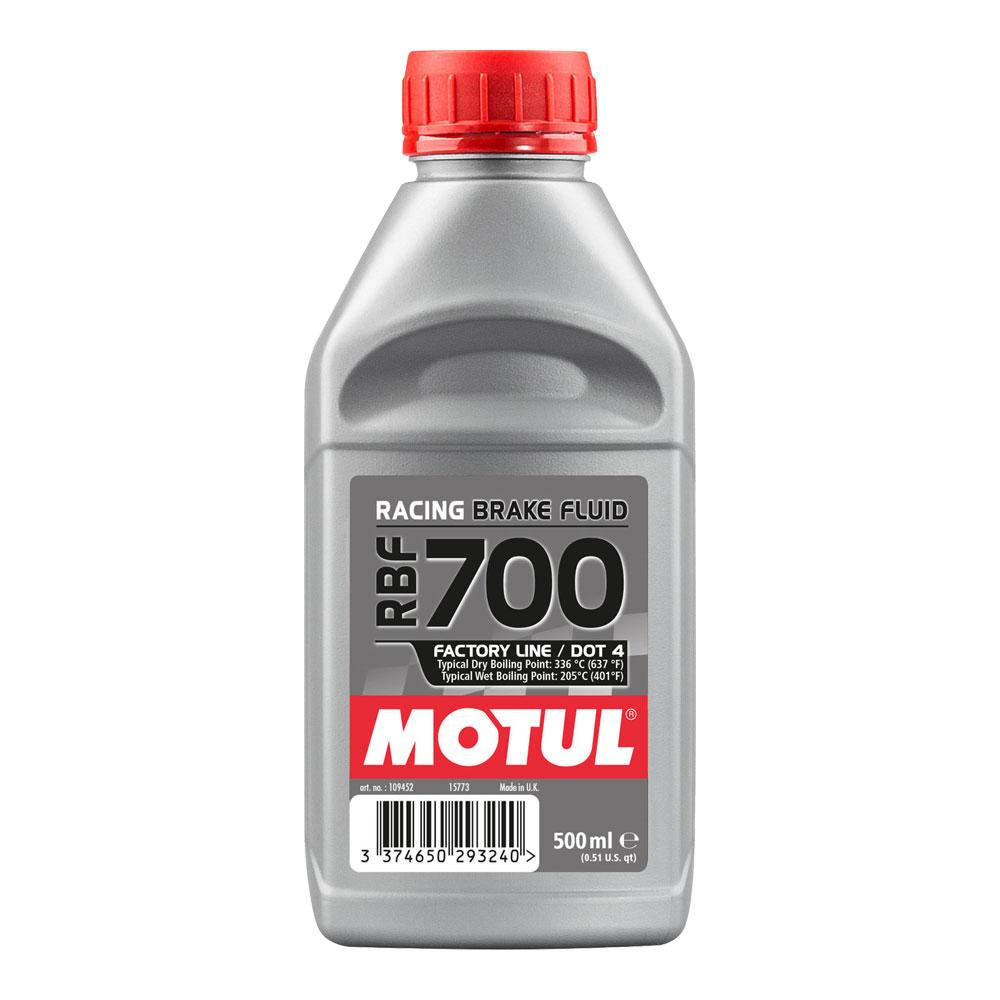 RACING BRAKE FLUID
RBF 700
FACTORY LINE / DOT 4
Typical Dry Boiling Point: 336 °C (637 °F)
Typical Wet Boiling Point: 205°C (401°F)
MOTUL®
art. no. : 109452 15773 Made in U.K.
3 374650 293240 >
500 ml ℮
(0.51 U.S. qt)